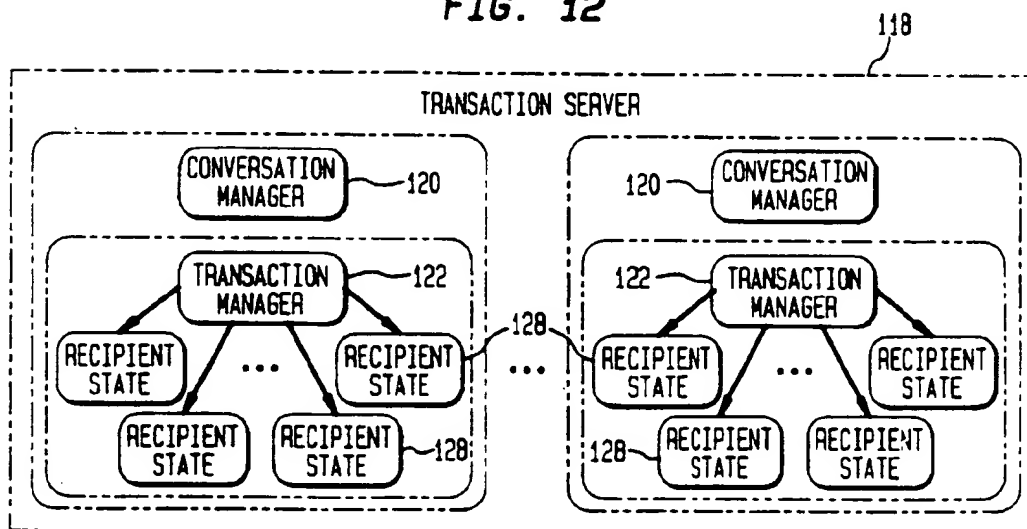 FIG. 12
118
TRANSACTION SERVER
CONVERSATION
MANAGER
120
TRANSACTION
MANAGER
122
RECIPIENT
STATE
...
RECIPIENT
STATE
128
RECIPIENT
STATE
RECIPIENT
STATE
128
...
120
CONVERSATION
MANAGER
122
TRANSACTION
MANAGER
RECIPIENT
STATE
...
RECIPIENT
STATE
128
RECIPIENT
STATE
RECIPIENT
STATE